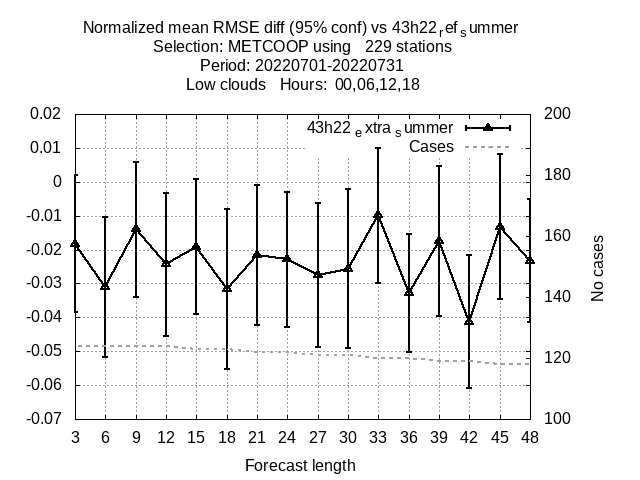 Normalized mean RMSE diff (95% conf) vs 43h22refsummer
Selection: METCOOP using 229 stations
Period: 20220701-20220731
Low clouds Hours: 00,06,12,18
0.02 200
43h22extrasummer
0.01
Cases
0 180
-0.01
-0.02 160
-0.03 140
-0.04
-0.05 120
-0.06
-0.07 100
No cases
3 6 9 12 15 18 21 24 27 30 33 36 39 42 45 48
Forecast length